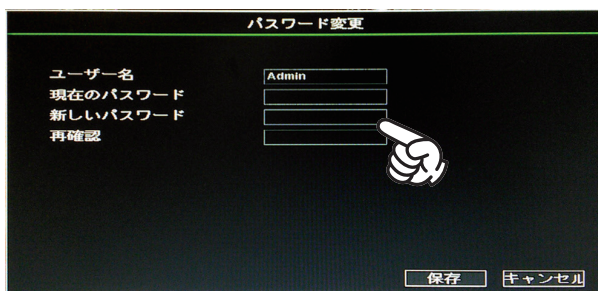 パスワード変更
ユーザー名 Admin
現在のパスワード
新しいパスワード
再確認
保存 キャンセル